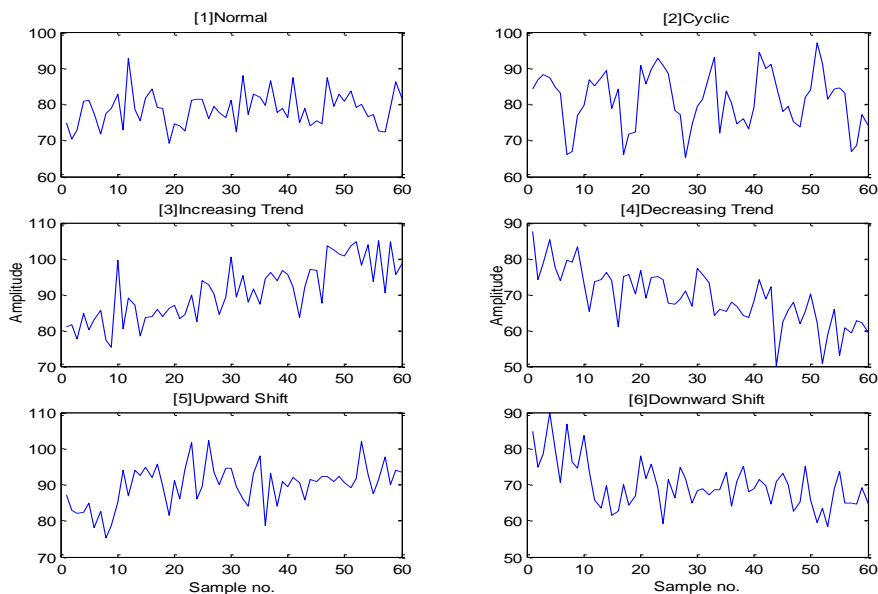 [1]Normal
100
90
80
70
60
0 10 20 30 40 50 60
[2]Cyclic
100
90
80
70
60
0 10 20 30 40 50 60
[3]Increasing Trend
Amplitude
110
100
90
80
70
0 10 20 30 40 50 60
[4]Decreasing Trend
Amplitude
90
80
70
60
50
0 10 20 30 40 50 60
[5]Upward Shift
110
100
90
80
70
0 10 20 30 40 50 60
Sample no.
[6]Downward Shift
90
80
70
60
50
0 10 20 30 40 50 60
Sample no.